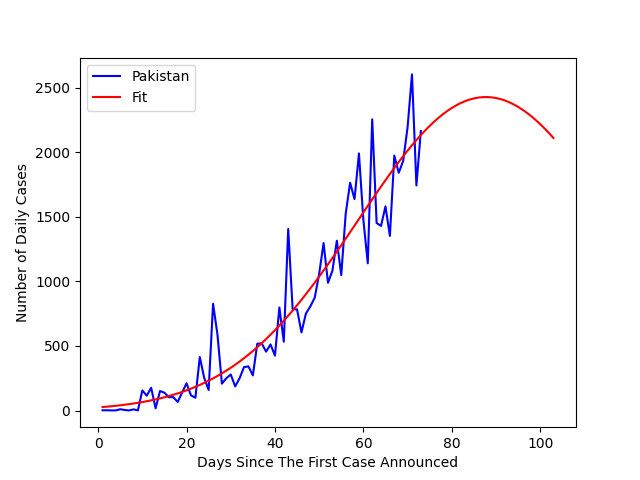 Pakistan
Fit
2500
2000
1500
1000
500
0
Number of Daily Cases
0 20 40 60 80 100
Days Since The First Case Announced